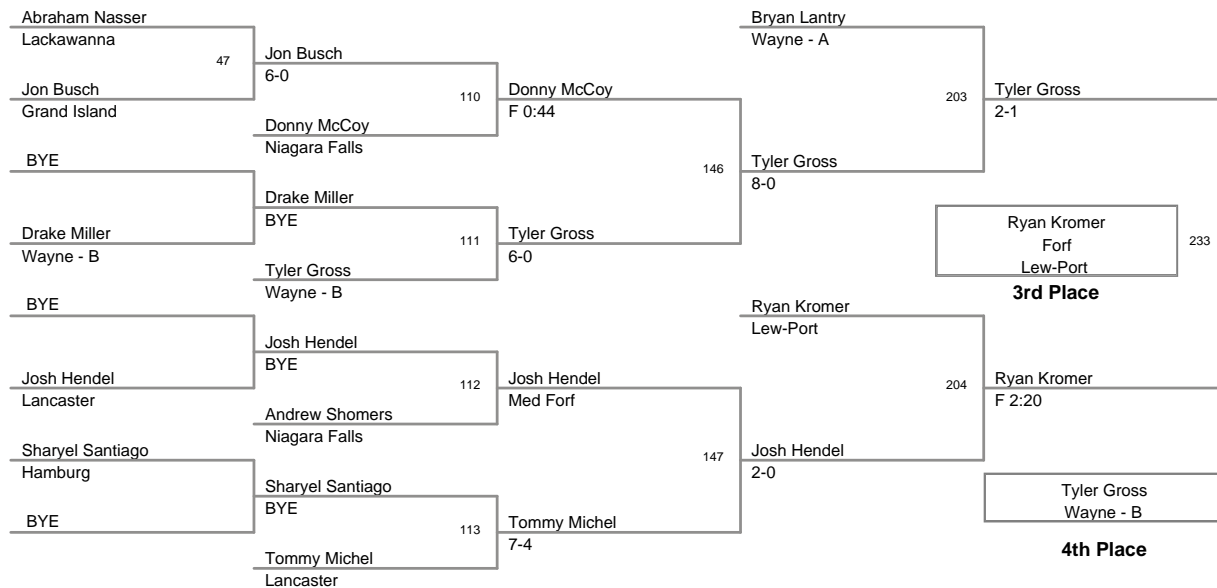 Abraham Nasser
Lackawanna
47
Jon Busch
Grand Island
Jon Busch
6-0
110
Donny McCoy
Niagara Falls
Donny McCoy
F 0:44
BYE
Drake Miller
Wayne - B
Drake Miller
BYE
111
Tyler Gross
Wayne - B
Tyler Gross
6-0
146
Tyler Gross
8-0
Bryan Lantry
Wayne - A
203
Tyler Gross
2-1
Ryan Kromer
Forf
Lew-Port
233
3rd Place
BYE
Josh Hendel
Lancaster
Josh Hendel
BYE
112
Andrew Shomers
Niagara Falls
Josh Hendel
Med Forf
Sharyel Santiago
Hamburg
BYE
Sharyel Santiago
BYE
113
Tommy Michel
Lancaster
Tommy Michel
7-4
147
Josh Hendel
2-0
Ryan Kromer
Lew-Port
204
Ryan Kromer
F 2:20
Tyler Gross
Wayne - B
4th Place